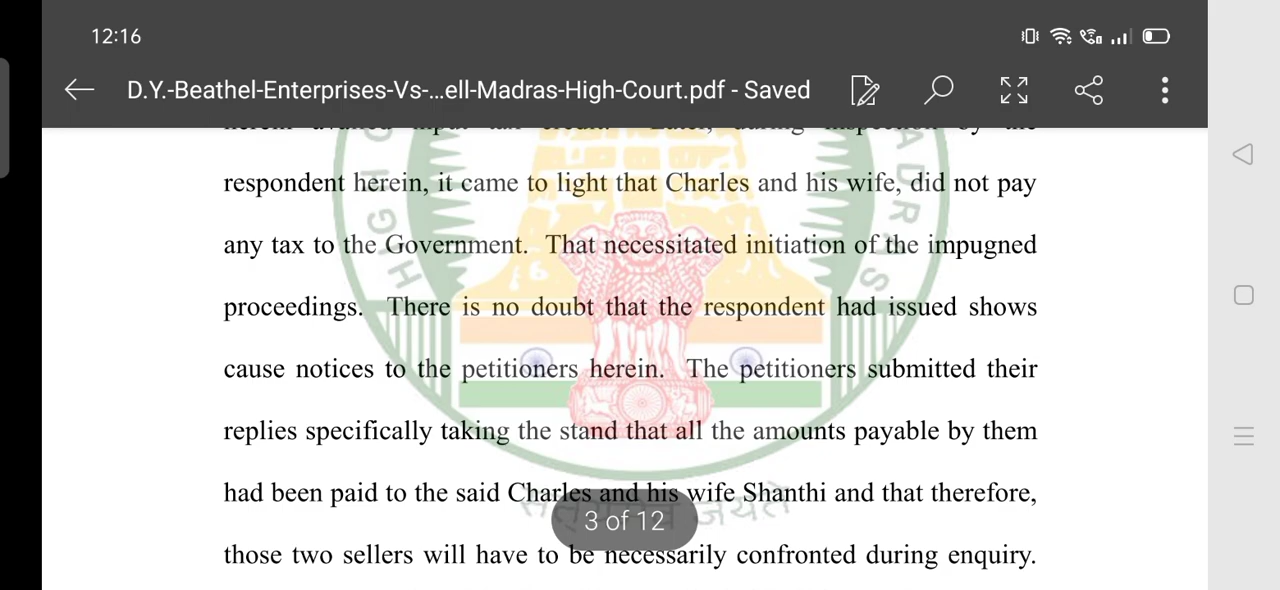 12:16
D.Y.-Beathel-Enterprises-Vs-...ell-Madras-High-Court.pdf - Saved
respondent herein, it came to light that Charles and his wife, did not pay
any tax to the Government. That necessitated initiation of the impugned
proceedings. There is no doubt that the respondent had issued shows
cause notices to the petitioners herein. The petitioners submitted their
replies specifically taking the stand that all the amounts payable by them
had been paid to the said Charles and his wife Shanthi and that therefore,
3 of 12
those two sellers will have to be necessarily confronted during enquiry.